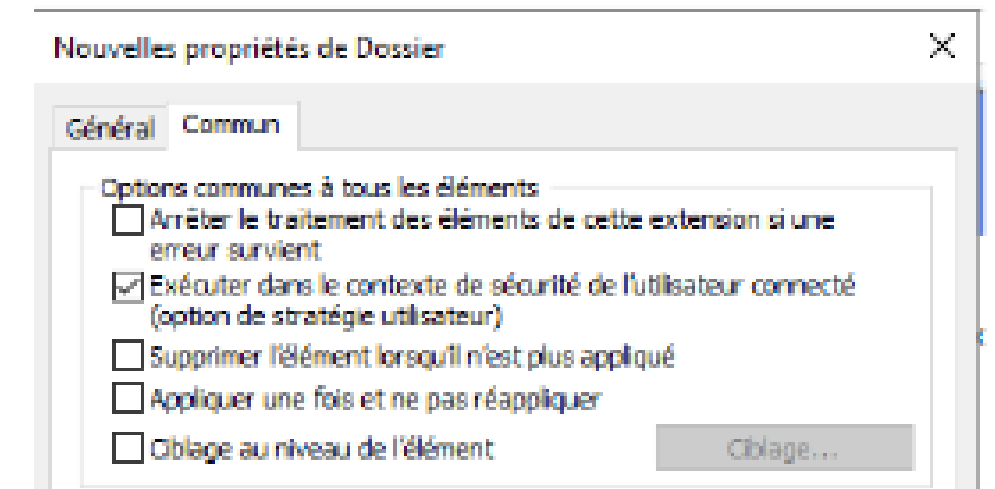 Nouvelles propriétés de Dossier
Général Commun
Options communes à tous les éléments
Arrêter le traitement des éléments de cette extension si une
erreur survient
Exécuter dans le contexte de sécurité de l'utilisateur connecté
(option de stratégie utilisateur)
Supprimer l'élément lorsqu'il n'est plus appliqué
Appliquer une fois et ne pas réappliquer
Ciblage au niveau de l'élément Ciblage...